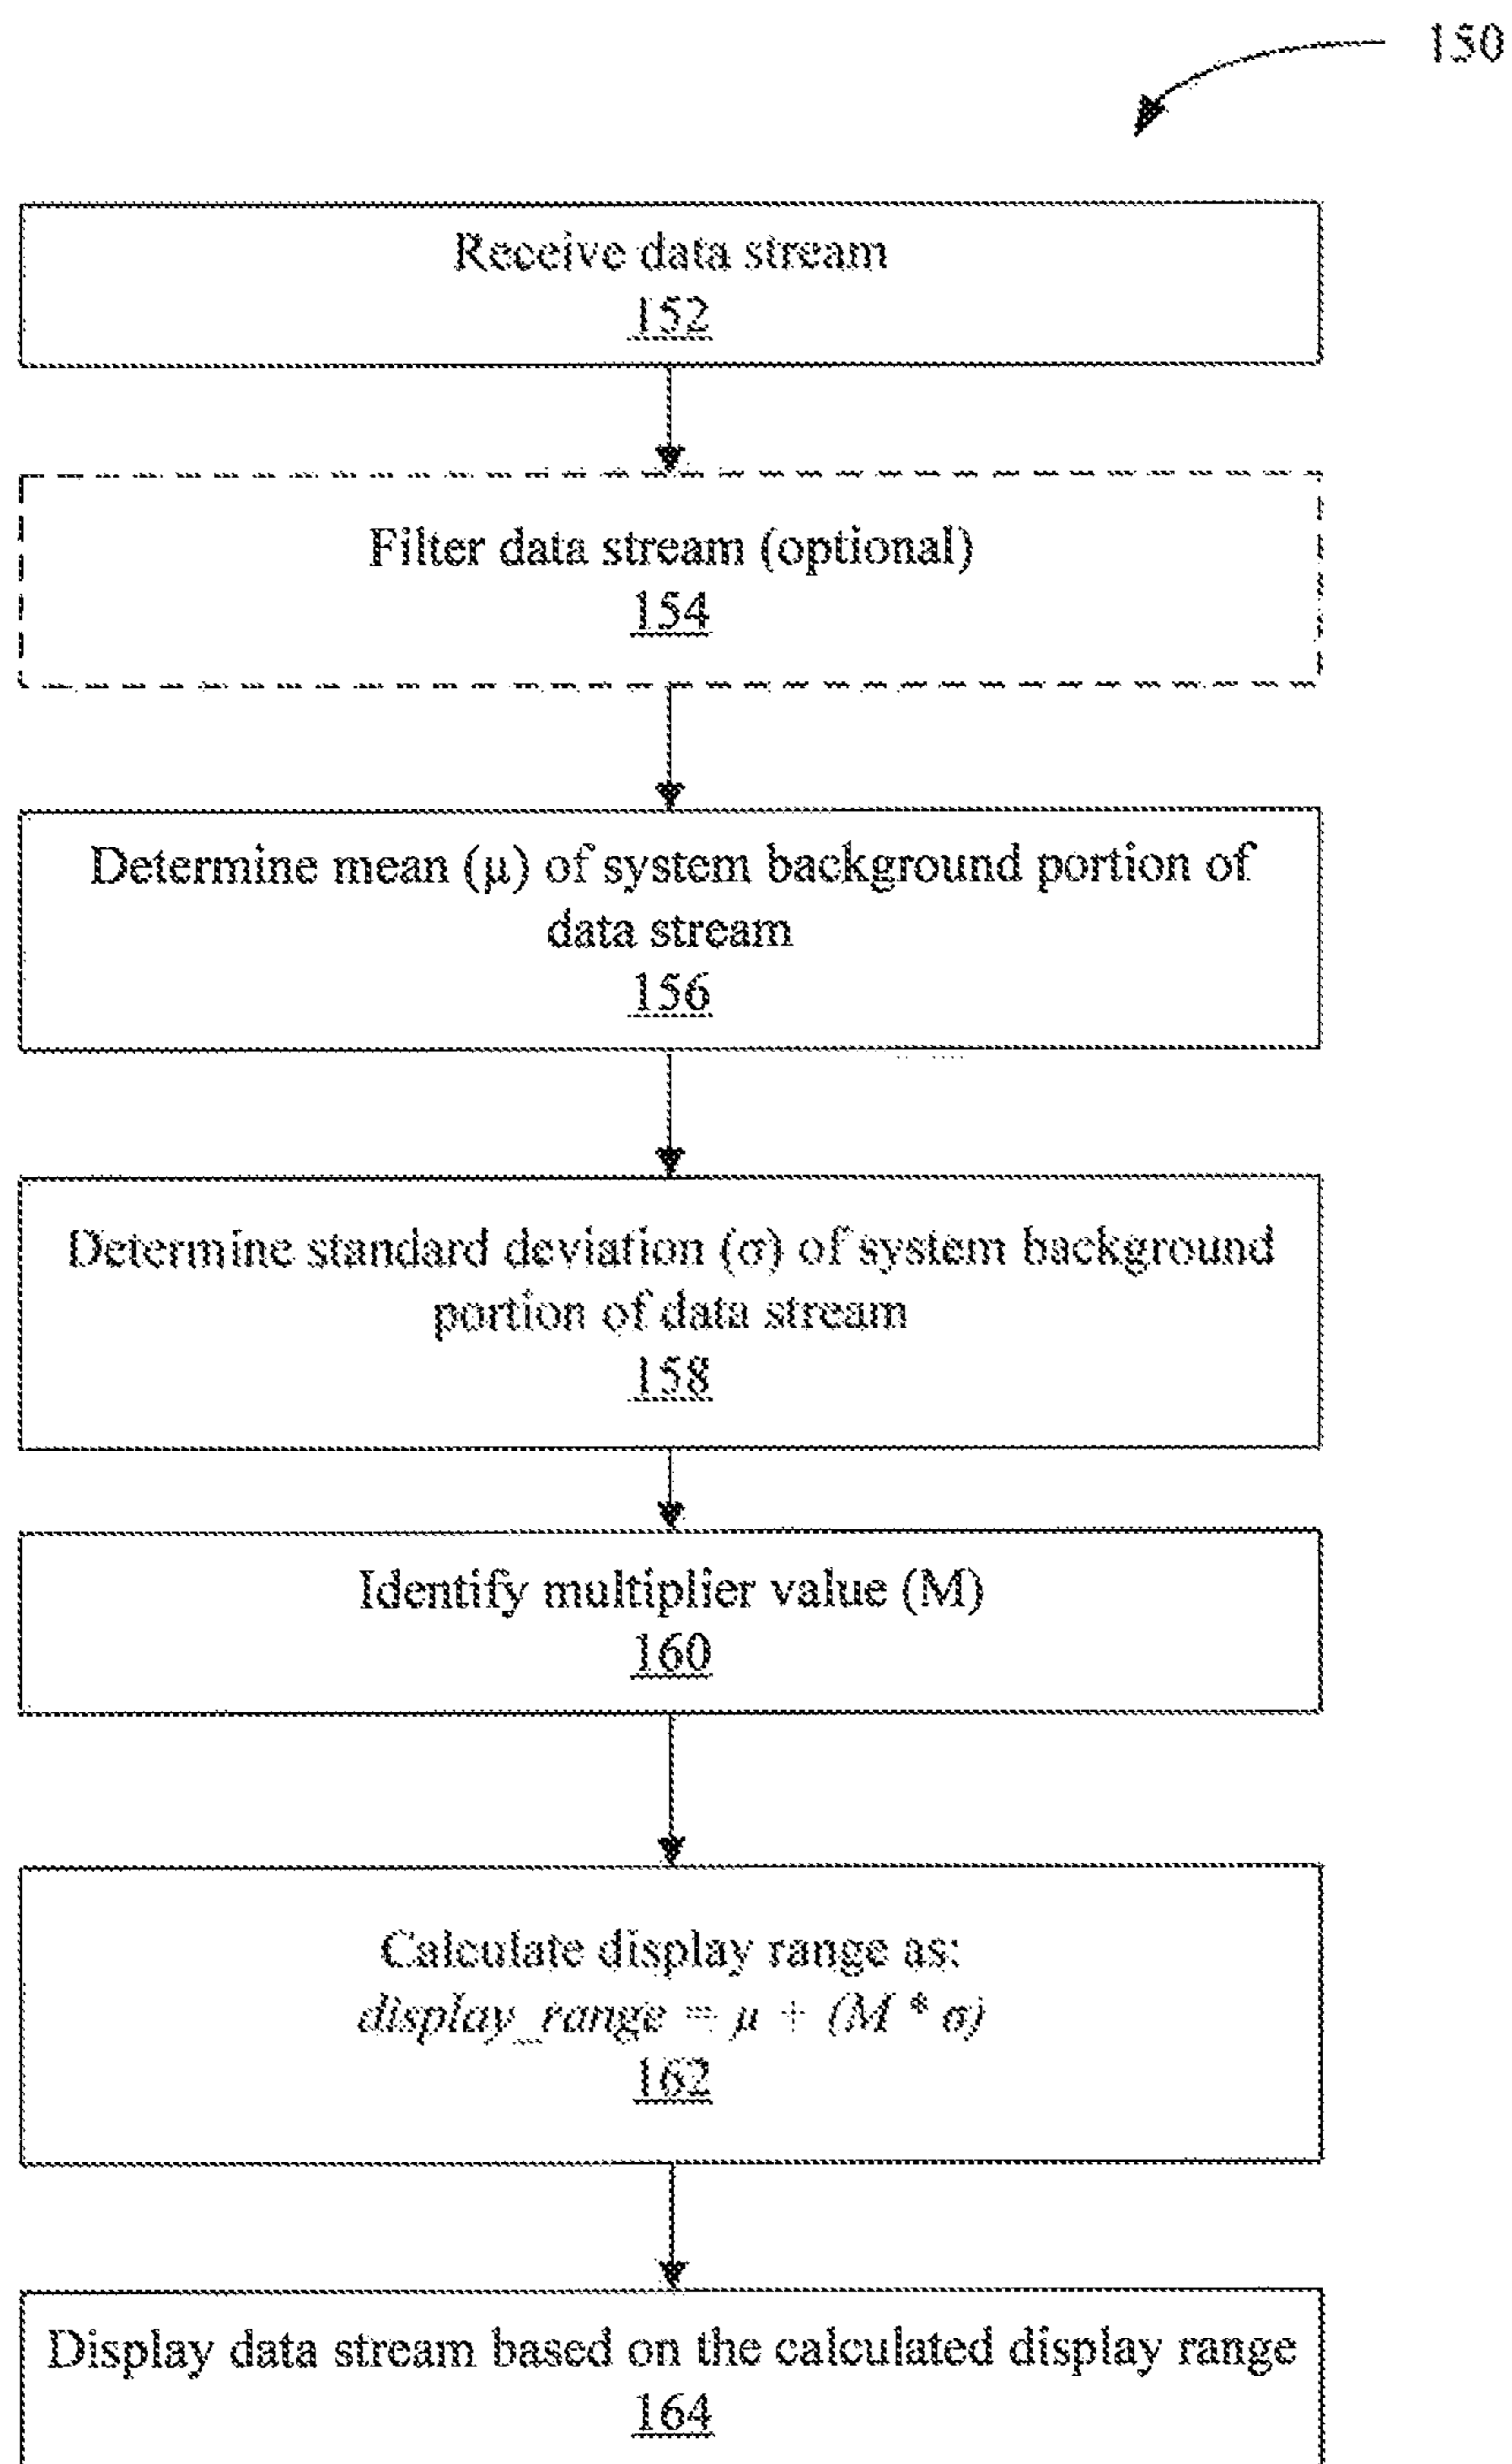 150
Receive data stream
152
Filter data stream (optional)
154
Determine mean (μ) of system background portion of
data stream
156
Determine standard deviation (σ) of system background
portion of data stream
158
Identify multiplier value (M)
160
Calculate display range as:
display_range = μ + (M * σ)
162
Display data stream based on the calculated display range
164